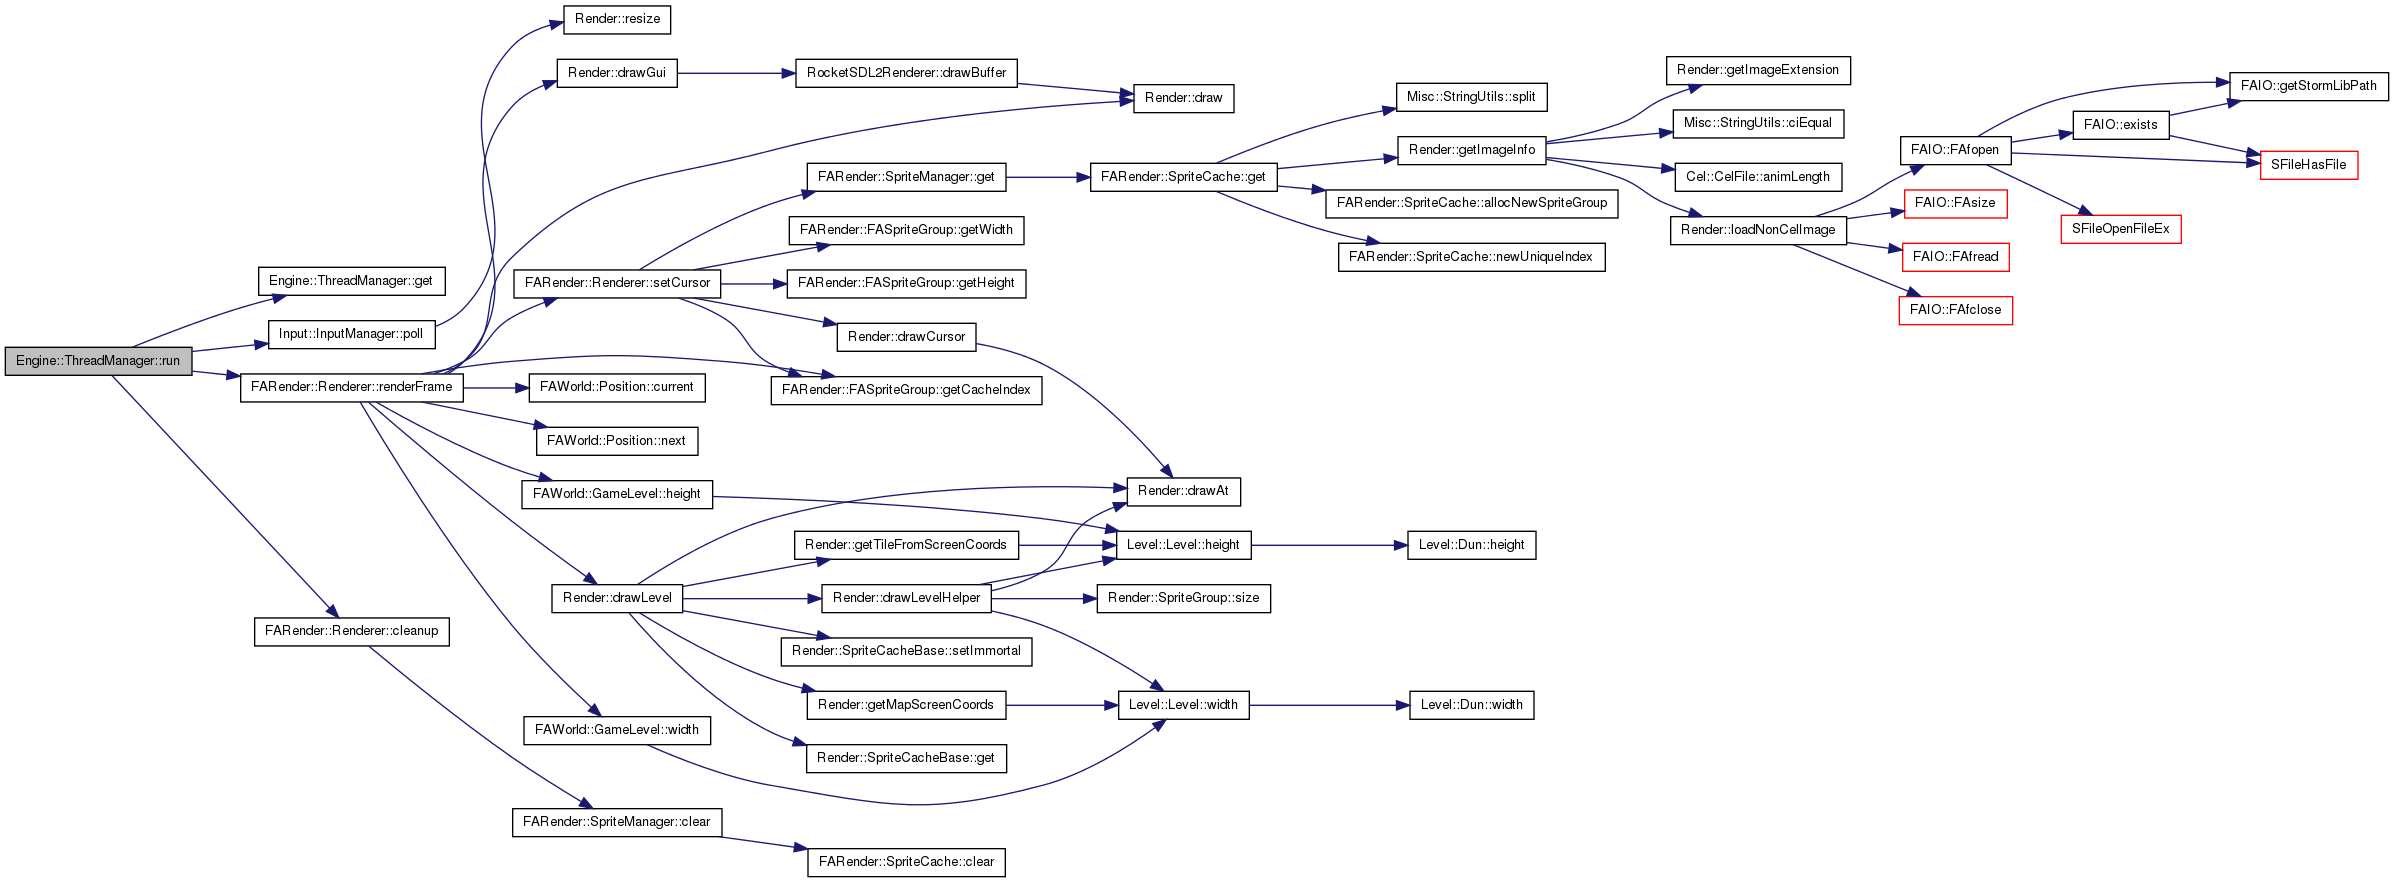 Engine::ThreadManager::run
Engine::ThreadManager::get
Input::InputManager::poll
FARender::Renderer::renderFrame
FARender::Renderer::cleanup
Render::resize
Render::drawGui
FARender::Renderer::setCursor
FAWorld::Position::current
FAWorld::Position::next
FAWorld::GameLevel::height
Render::drawLevel
FAWorld::GameLevel::width
FARender::SpriteManager::clear
RocketSDL2Renderer::drawBuffer
FARender::SpriteManager::get
FARender::FASpriteGroup::getWidth
FARender::FASpriteGroup::getHeight
Render::drawCursor
FARender::FASpriteGroup::getCacheIndex
Render::getTileFromScreenCoords
Render::drawLevelHelper
Render::SpriteCacheBase::setImmortal
Render::getMapScreenCoords
Render::SpriteCacheBase::get
FARender::SpriteCache::clear
Render::draw
FARender::SpriteCache::get
Render::drawAt
Level::Level::height
Render::SpriteGroup::size
Level::Level::width
Misc::StringUtils::split
Render::getImageInfo
FARender::SpriteCache::allocNewSpriteGroup
FARender::SpriteCache::newUniqueIndex
Level::Dun::height
Level::Dun::width
Render::getImageExtension
Misc::StringUtils::ciEqual
Cel::CelFile::animLength
Render::loadNonCelImage
FAIO::FAfopen
FAIO::FAsize
FAIO::FAfread
FAIO::FAfclose
FAIO::exists
SFileOpenFileEx
FAIO::getStormLibPath
SFileHasFile